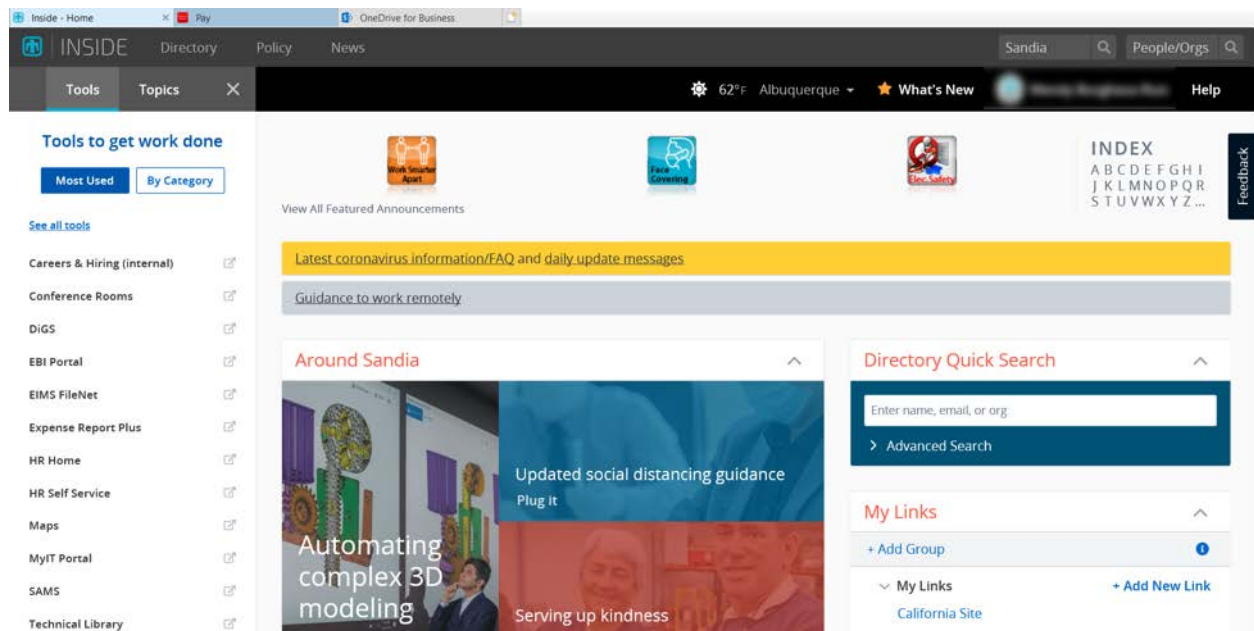 Inside - Home
Pay
OneDrive for Business
INSIDE Directory Policy News Sandia People/Orgs
Tools Topics 62°F Albuquerque What's New Help
Tools to get work done
Most Used By Category
See all tools
Careers & Hiring (internal)
Conference Rooms
DiGS
EBI Portal
EIMS FileNet
Expense Report Plus
HR Home
HR Self Service
Maps
MyIT Portal
SAMS
Technical Library
Work Smarter
Apart
Face
Covering
Elec. Safety
View All Featured Announcements
INDEX
A B C D E F G H I
J K L M N O P Q R
S T U V W X Y Z ...
Feedback
Latest coronavirus information/FAQ and daily update messages
Guidance to work remotely
Around Sandia
Automating
complex 3D
modeling
Updated social distancing guidance
Plug it
Serving up kindness
Directory Quick Search
Enter name, email, or org
Advanced Search
My Links
+ Add Group
My Links + Add New Link
California Site